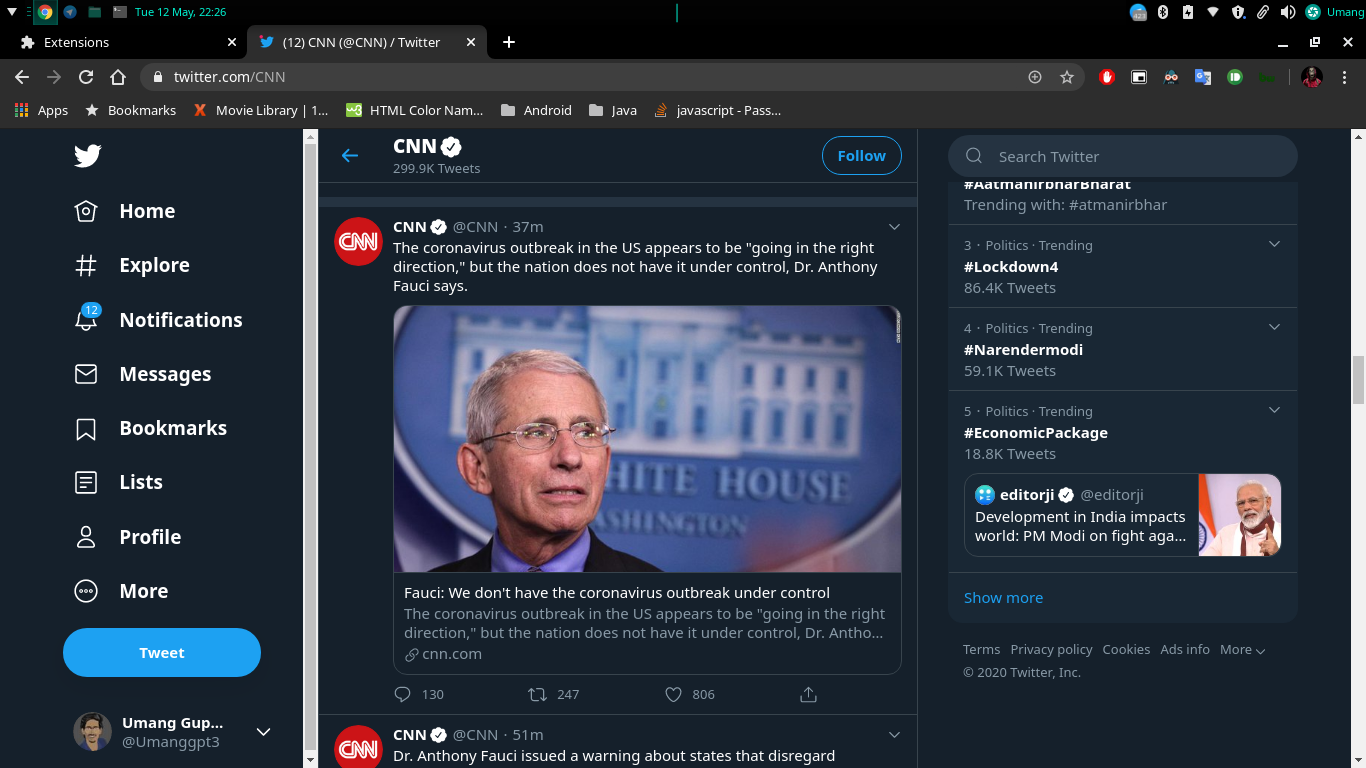 Tue 12 May, 22:26
423
Umang
Extensions
(12) CNN (@CNN) / Twitter
twitter.com/CNN
Apps
Bookmarks
Movie Library | 1...
HTML Color Nam...
Android
Java
javascript - Pass...
Home
Explore
12
Notifications
Messages
Bookmarks
Lists
Profile
More
Tweet
Umang Gup...
@Umanggpt3
CNN
299.9K Tweets
Follow
CNN
CNN @CNN · 37m
The coronavirus outbreak in the US appears to be "going in the right
direction," but the nation does not have it under control, Dr. Anthony
Fauci says.
WHITE HOUSE
WASHINGTON
Fauci: We don't have the coronavirus outbreak under control
The coronavirus outbreak in the US appears to be "going in the right
direction," but the nation does not have it under control, Dr. Antho...
cnn.com
130
247
806
CNN
CNN @CNN · 51m
Dr. Anthony Fauci issued a warning about states that disregard
Search Twitter
#AatmanirbharBharat
Trending with: #atmanirbhar
3 · Politics · Trending
#Lockdown4
86.4K Tweets
4 · Politics · Trending
#Narendermodi
59.1K Tweets
5 · Politics · Trending
#EconomicPackage
18.8K Tweets
editorji @editorji
Development in India impacts
world: PM Modi on fight aga...
Show more
Terms Privacy policy Cookies Ads info More
© 2020 Twitter, Inc.